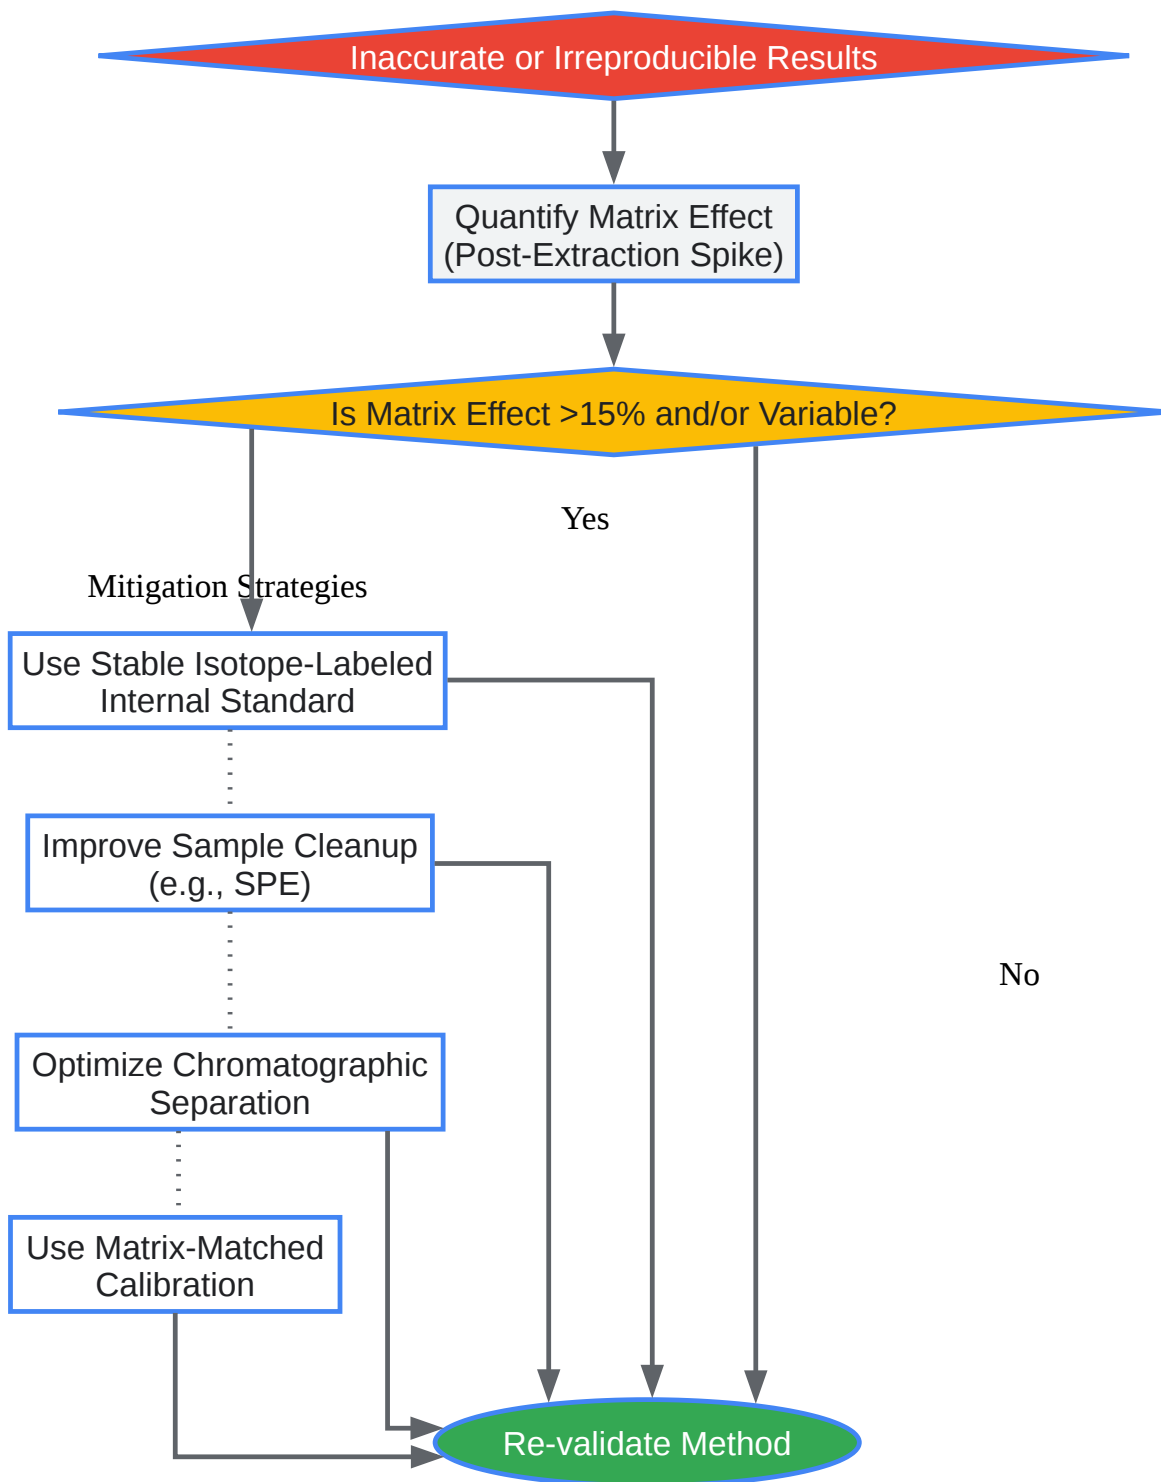 Inaccurate or Irreproducible Results
Quantify Matrix Effect
(Post-Extraction Spike)
Is Matrix Effect >15% and/or Variable?
Yes
Mitigation Strategies
Use Stable Isotope-Labeled
Internal Standard
Improve Sample Cleanup
(e.g., SPE)
No
Optimize Chromatographic
Separation
Use Matrix-Matched
Calibration
Re-validate Method